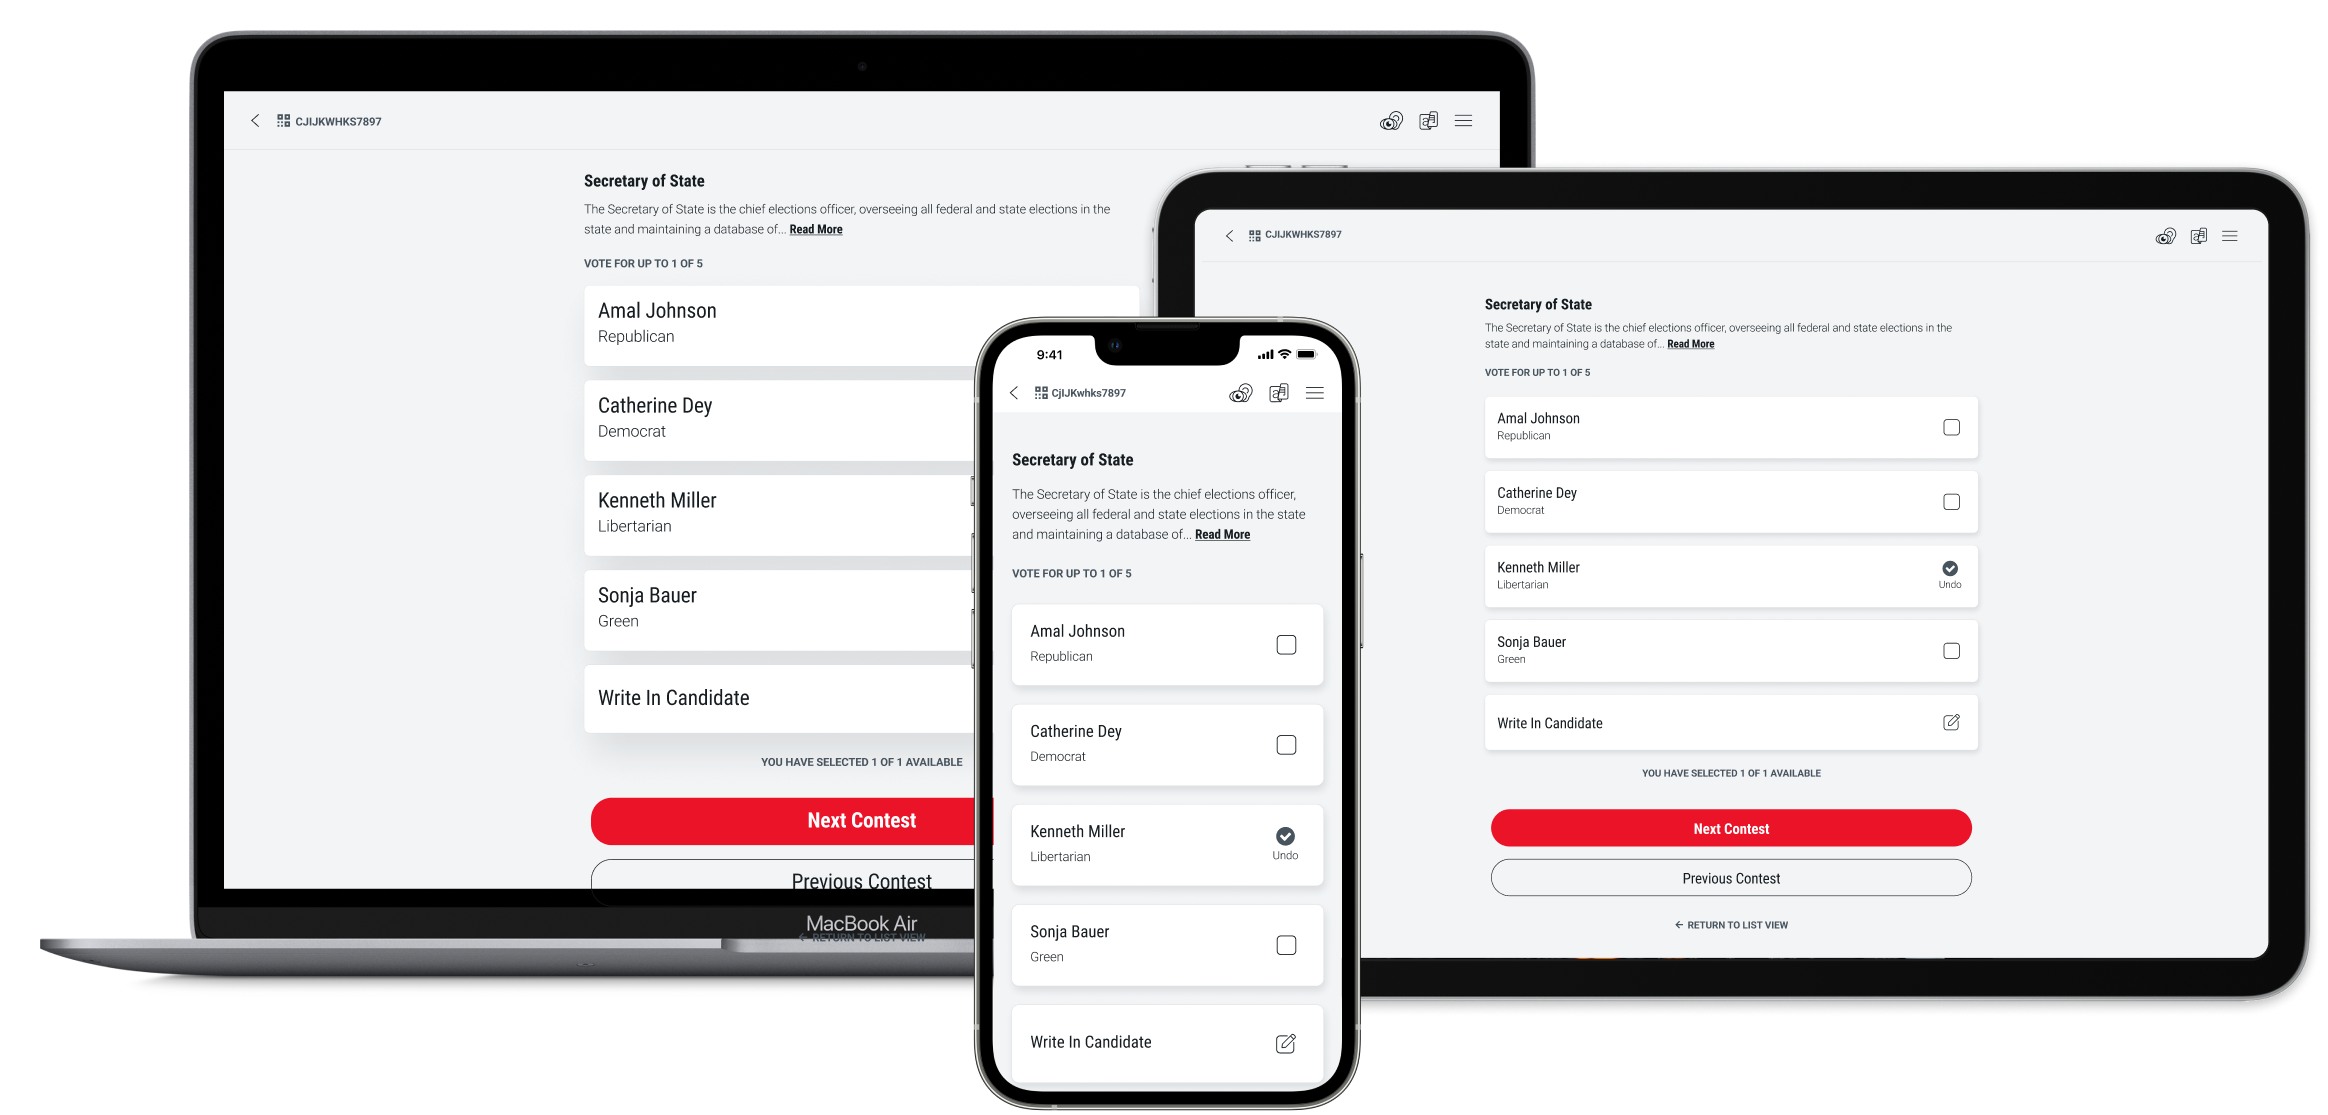 CJIJKWHKS7897
Secretary of State
The Secretary of State is the chief elections officer, overseeing all federal and state elections in the
state and maintaining a database of... Read More
VOTE FOR UP TO 1 OF 5
Amal Johnson
Republican
Catherine Dey
Democrat
Kenneth Miller
Libertarian
Sonja Bauer
Green
Write In Candidate
YOU HAVE SELECTED 1 OF 1 AVAILABLE
Next Contest
Previous Contest
MacBook Air
← RETURN TO LIST VIEW
9:41
CjIJKwhks7897
Secretary of State
The Secretary of State is the chief elections officer,
overseeing all federal and state elections in the state
and maintaining a database of... Read More
VOTE FOR UP TO 1 OF 5
Amal Johnson
Republican
Catherine Dey
Democrat
Kenneth Miller
Libertarian
Undo
Sonja Bauer
Green
Write In Candidate
CJIJKWHKS7897
Secretary of State
The Secretary of State is the chief elections officer, overseeing all federal and state elections in the
state and maintaining a database of... Read More
VOTE FOR UP TO 1 OF 5
Amal Johnson
Republican
Catherine Dey
Democrat
Kenneth Miller
Libertarian
Undo
Sonja Bauer
Green
Write In Candidate
YOU HAVE SELECTED 1 OF 1 AVAILABLE
Next Contest
Previous Contest
← RETURN TO LIST VIEW